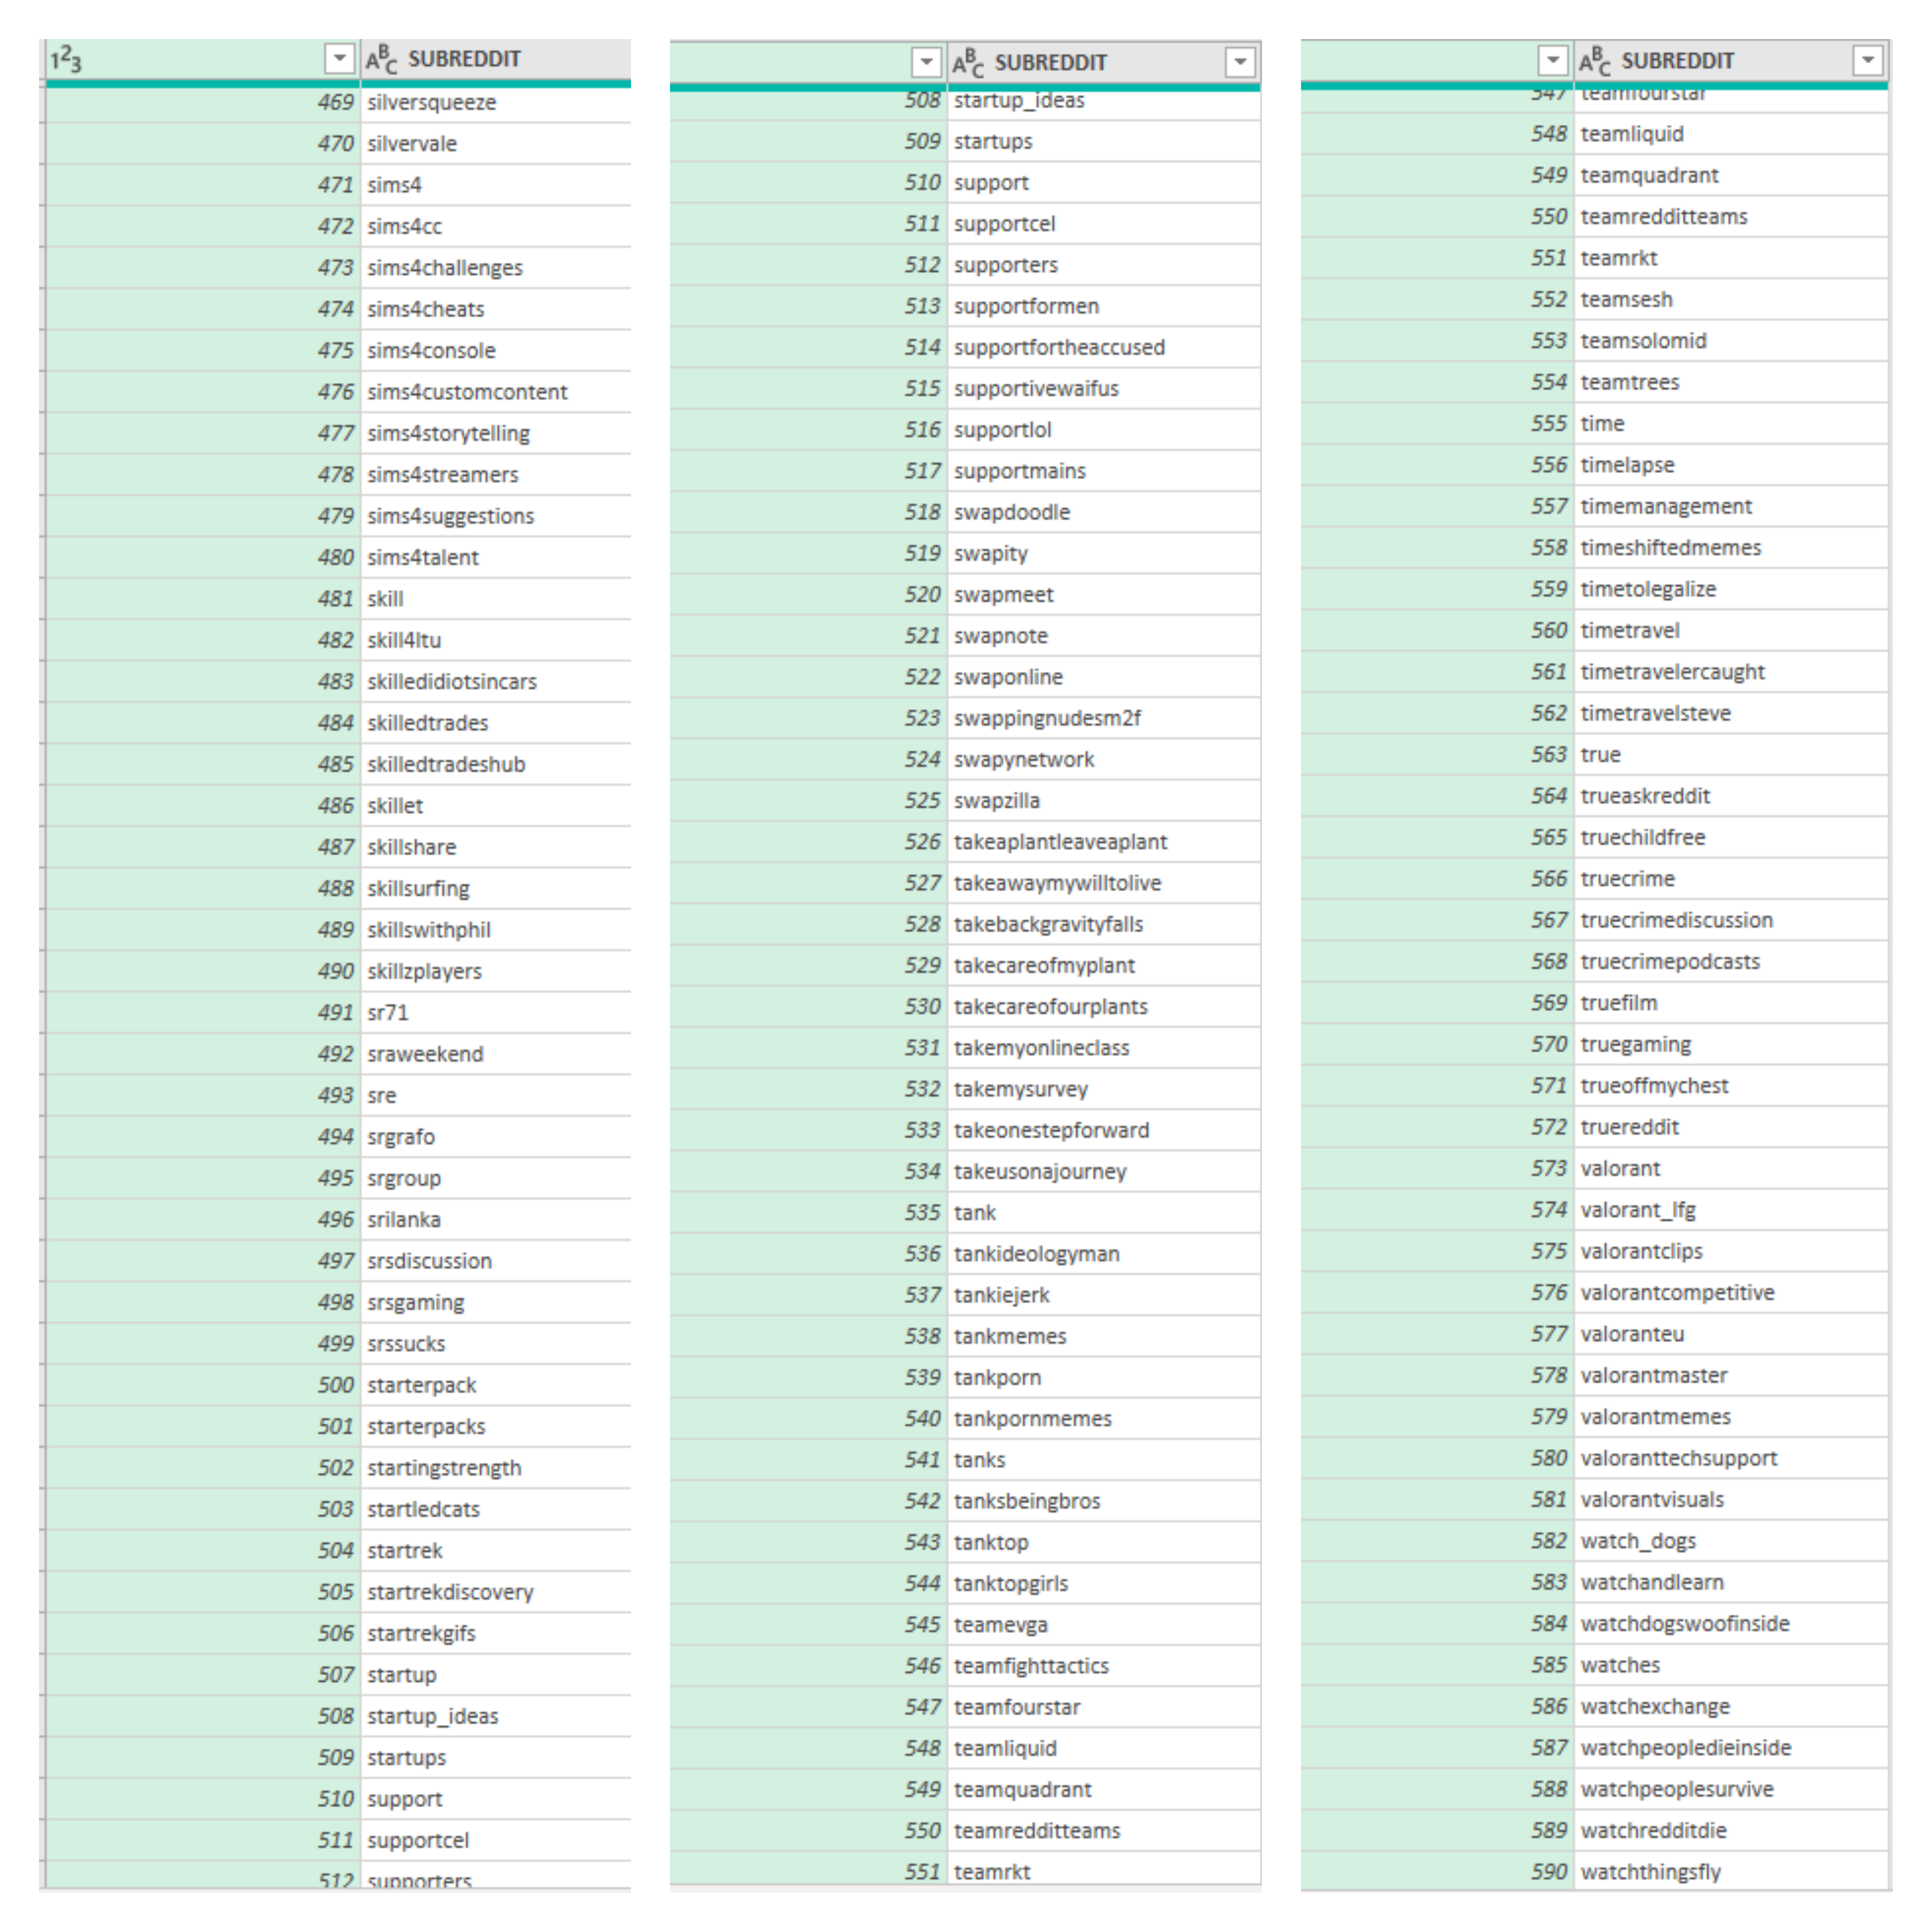 1²3 ABC SUBREDDIT
469 silversqueeze
470 silvervale
471 sims4
472 sims4cc
473 sims4challenges
474 sims4cheats
475 sims4console
476 sims4customcontent
477 sims4storytelling
478 sims4streamers
479 sims4suggestions
480 sims4talent
481 skill
482 skill4ltu
483 skilledidiotsincars
484 skilledtrades
485 skilledtradeshub
486 skillet
487 skillshare
488 skillsurfing
489 skillswithphil
490 skillzplayers
491 sr71
492 sraweekend
493 sre
494 srgrafo
495 srgroup
496 srilanka
497 srsdiscussion
498 srsgaming
499 srssucks
500 starterpack
501 starterpacks
502 startingstrength
503 startledcats
504 startrek
505 startrekdiscovery
506 startrekgifs
507 startup
508 startup_ideas
509 startups
510 support
511 supportcel
512 supporters
ABC SUBREDDIT
508 startup_ideas
509 startups
510 support
511 supportcel
512 supporters
513 supportformen
514 supportfortheaccused
515 supportivewaifus
516 supportlol
517 supportmains
518 swapdoodle
519 swapity
520 swapmeet
521 swapnote
522 swaponline
523 swappingnudesm2f
524 swapynetwork
525 swapzilla
526 takeaplantleaveaplant
527 takeawaymywilltolive
528 takebackgravityfalls
529 takecareofmyplant
530 takecareofourplants
531 takemyonlineclass
532 takemysurvey
533 takeonestepforward
534 takeusonajourney
535 tank
536 tankideologyman
537 tankiejerk
538 tankmemes
539 tankporn
540 tankpornmemes
541 tanks
542 tanksbeingbros
543 tanktop
544 tanktopgirls
545 teamevga
546 teamfighttactics
547 teamfourstar
548 teamliquid
549 teamquadrant
550 teamredditteams
551 teamrkt
ABC SUBREDDIT
547 teamfourstar
548 teamliquid
549 teamquadrant
550 teamredditteams
551 teamrkt
552 teamsesh
553 teamsolomid
554 teamtrees
555 time
556 timelapse
557 timemanagement
558 timeshiftedmemes
559 timetolegalize
560 timetravel
561 timetravelercaught
562 timetravelsteve
563 true
564 trueaskreddit
565 truechildfree
566 truecrime
567 truecrimediscussion
568 truecrimepodcasts
569 truefilm
570 truegaming
571 trueoffmychest
572 truereddit
573 valorant
574 valorant_lfg
575 valorantclips
576 valorantcompetitive
577 valoranteu
578 valorantmaster
579 valorantmemes
580 valoranttechsupport
581 valorantvisuals
582 watch_dogs
583 watchandlearn
584 watchdogswoofinside
585 watches
586 watchexchange
587 watchpeopledieinside
588 watchpeoplesurvive
589 watchredditdie
590 watchthingsfly